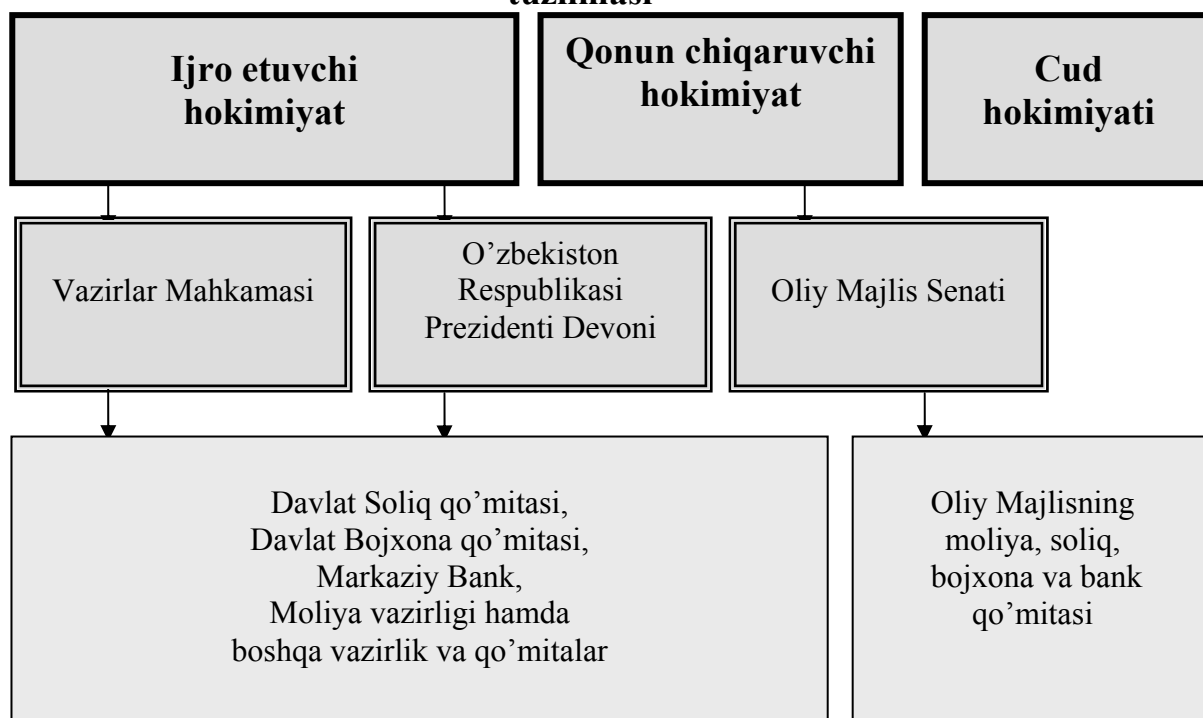 tuzilmasi
Ijro etuvchi
hokimiyat
Qonun chiqaruvchi
hokimiyat
Cud
hokimiyati
Vazirlar Mahkamasi
O’zbekiston
Respublikasi
Prezidenti Devoni
Oliy Majlis Senati
Davlat Soliq qo’mitasi,
Davlat Bojxona qo’mitasi,
Markaziy Bank,
Moliya vazirligi hamda
boshqa vazirlik va qo’mitalar
Oliy Majlisning
moliya, soliq,
bojxona va bank
qo’mitasi